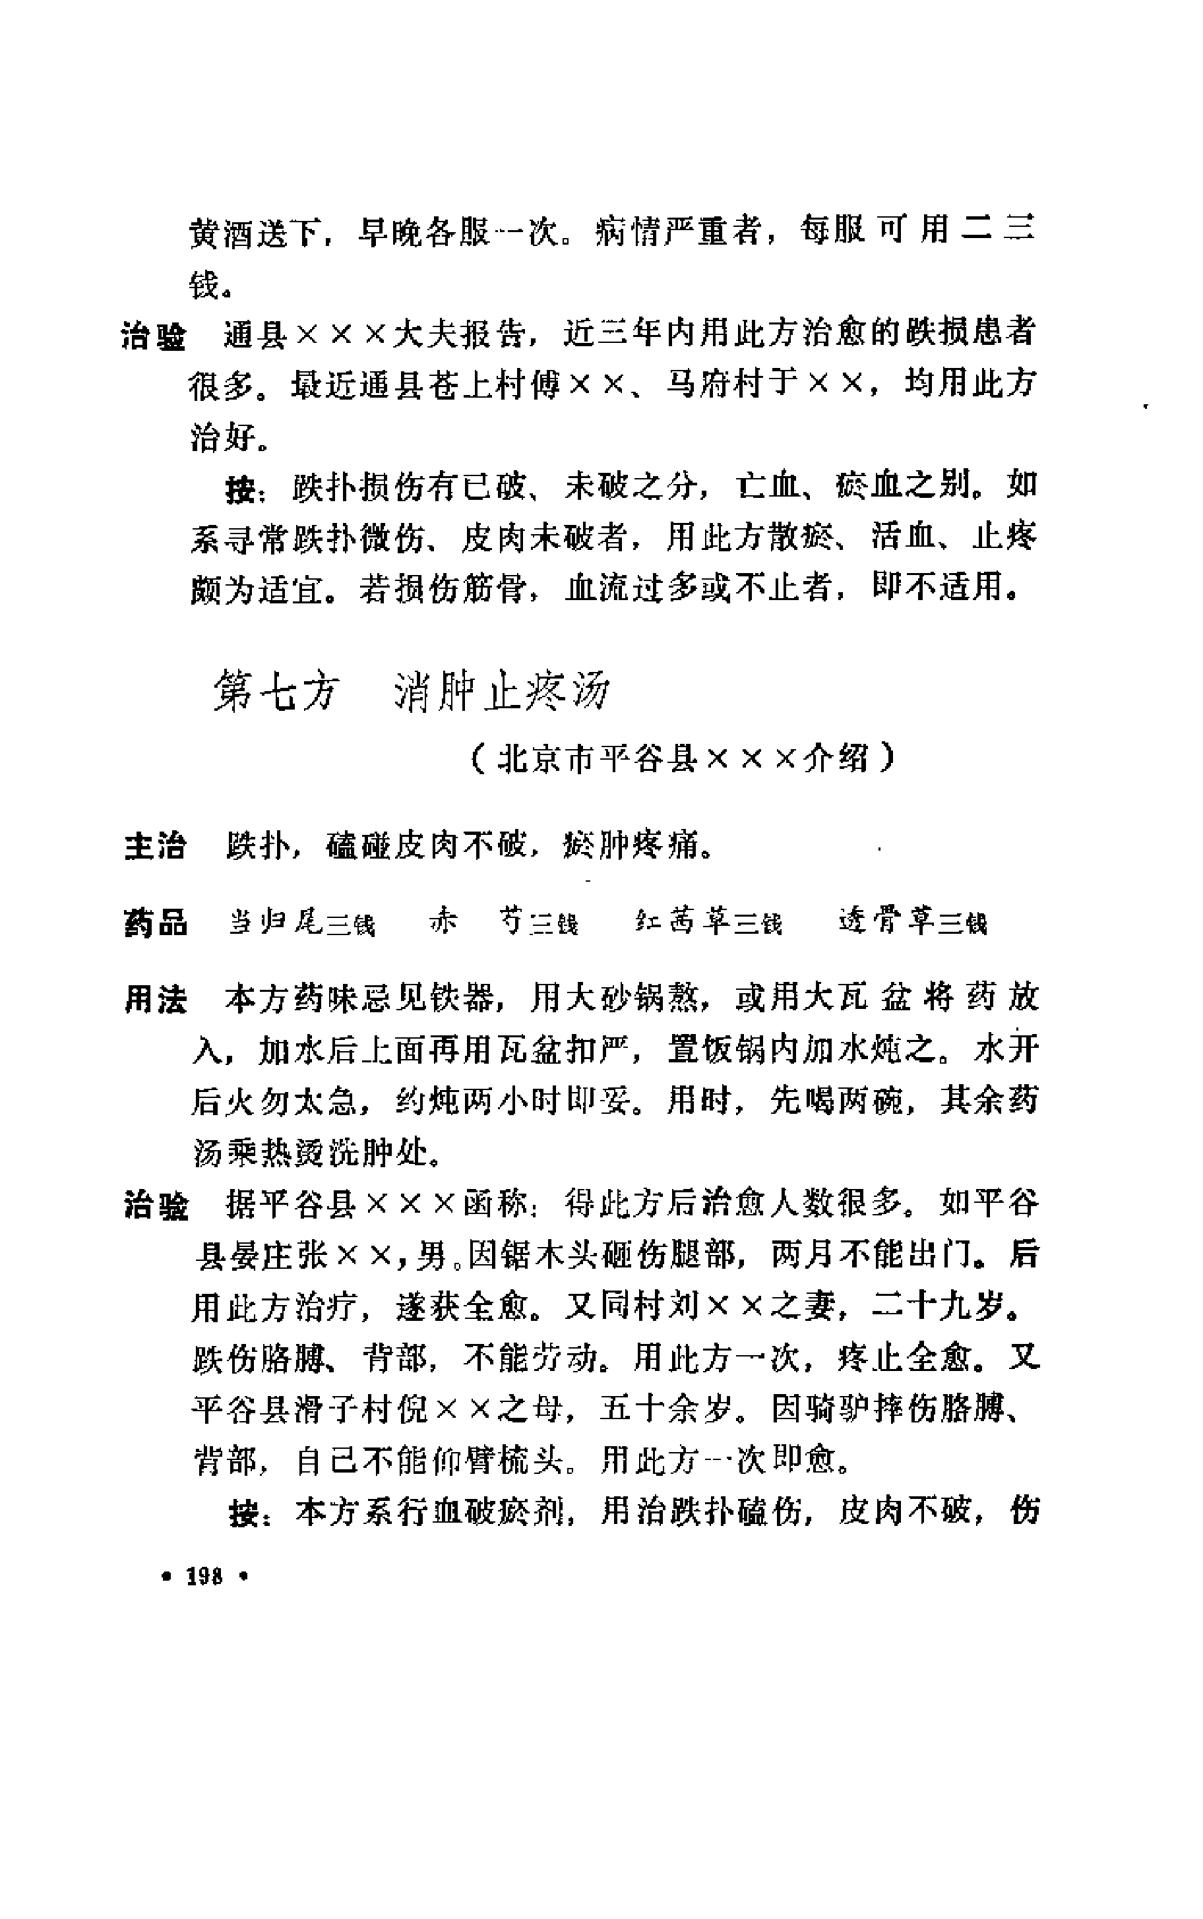 黄酒送下，早晚各服一次。病情严重者，每服可用二三
钱。
治验 通县×××大夫报告，近三年内用此方治愈的跌损患者
很多。最近通县苍上村傅××、马府村于××，均用此方
治好。
按：跌扑损伤有已破、未破之分，亡血、瘀血之别。如
系寻常跌扑微伤、皮肉未破者，用此方散瘀、活血、止疼
颇为适宜。若损伤筋骨，血流过多或不止者，即不适用。
第七方 消肿止疼汤
（北京市平谷县×××介绍）
主治 跌扑，磕碰皮肉不破，瘀肿疼痛。
药品 当归尾三钱 赤 芍三钱 红茜草三钱 透骨草三钱
用法 本方药味忌见铁器，用大砂锅熬，或用大瓦盆将药放
入，加水后上面再用瓦盆扣严，置饭锅内加水炖之。水开
后火勿太急，约炖两小时即妥。用时，先喝两碗，其余药
汤乘热烫洗肿处。
治验 据平谷县×××函称：得此方后治愈人数很多。如平谷
县晏庄张××，男。因锯木头砸伤腿部，两月不能出门。后
用此方治疗，遂获全愈。又同村刘××之妻，二十九岁。
跌伤胳膊、背部，不能劳动。用此方一次，疼止全愈。又
平谷县滑子村倪××之母，五十余岁。因骑驴摔伤胳膊、
背部，自己不能仰臂梳头。用此方一次即愈。
按：本方系行血破瘀剂，用治跌扑磕伤，皮肉不破，伤
• 198 •